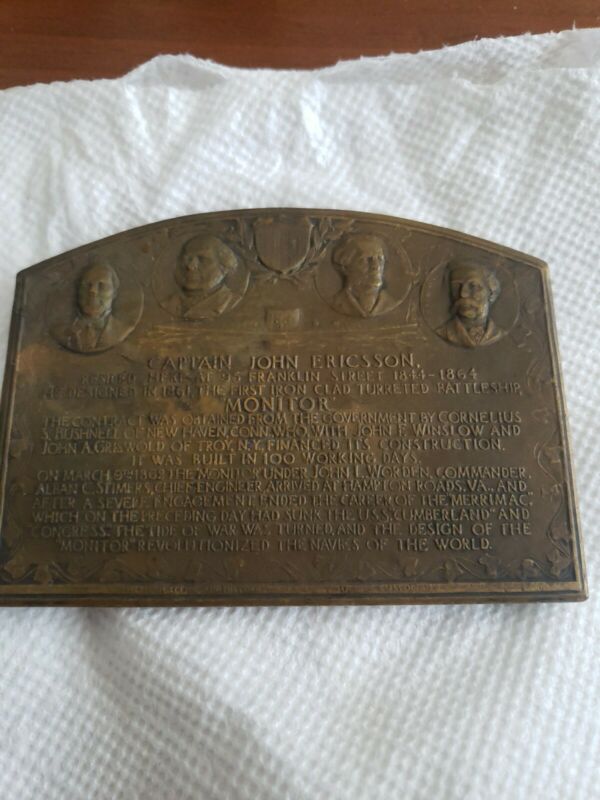 CAPTAIN JOHN ERICSSON,
RESIDED HERE AT 95 FRANKLIN STREET 1844-1864
HE DESIGNED IN 1861, THE FIRST IRON CLAD TURRETED BATTLESHIP,
MONITOR
THE CONTRACT WAS OBTAINED FROM THE GOVERNMENT BY CORNELIUS
S. BUSHNELL OF NEW HAVEN, CONN. WHO WITH JOHN F. WINSLOW AND
JOHN A. GRISWOLD OF TROY, N.Y. FINANCED ITS CONSTRUCTION.
IT WAS BUILT IN 100 WORKING DAYS.
ON MARCH 9TH 1862 THE MONITOR UNDER JOHN L. WORDEN, COMMANDER,
ALBAN C. STIMERS, CHIEF ENGINEER ARRIVED AT HAMPTON ROADS, VA., AND
AFTER A SEVERE ENGAGEMENT ENDED THE CAREER OF THE "MERRIMAC",
WHICH ON THE PRECEDING DAY HAD SUNK THE U.S.S. "CUMBERLAND" AND
CONGRESS. THE TIDE OF WAR WAS TURNED, AND THE DESIGN OF THE
"MONITOR" REVOLUTIONIZED THE NAVIES OF THE WORLD.